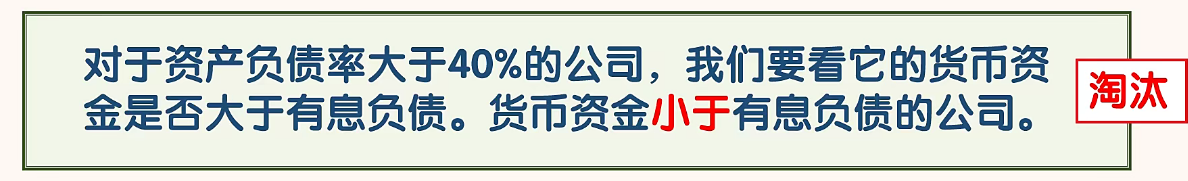 对于资产负债率大于40%的公司，我们要看它的货币资
金是否大于有息负债。货币资金小于有息负债的公司。
淘汰